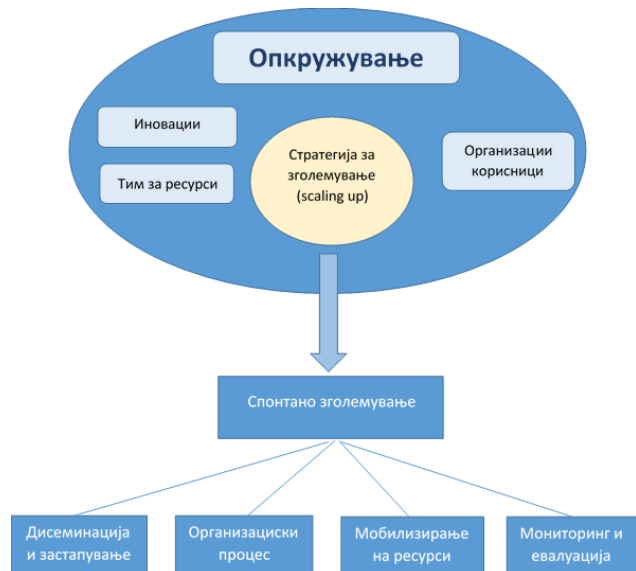 Опкружување
Иновации
Тим за ресурси
Стратегија за
зголемување
(scaling up)
Организации
корисници
Спонтано зголемување
Дисеминација
и застапување
Организациски
процес
Мобилизирање
на ресурси
Мониторинг и
евалуација